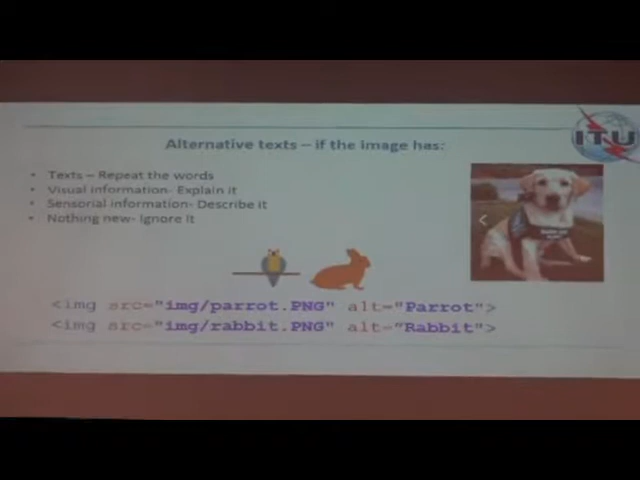 Alternative texts – if the image has:
ITU
• Texts – Repeat the words
• Visual information- Explain it
• Sensorial information- Describe it
• Nothing new- Ignore it
<img src="img/parrot.PNG" alt="Parrot">
<img src="img/rabbit.PNG" alt="Rabbit">